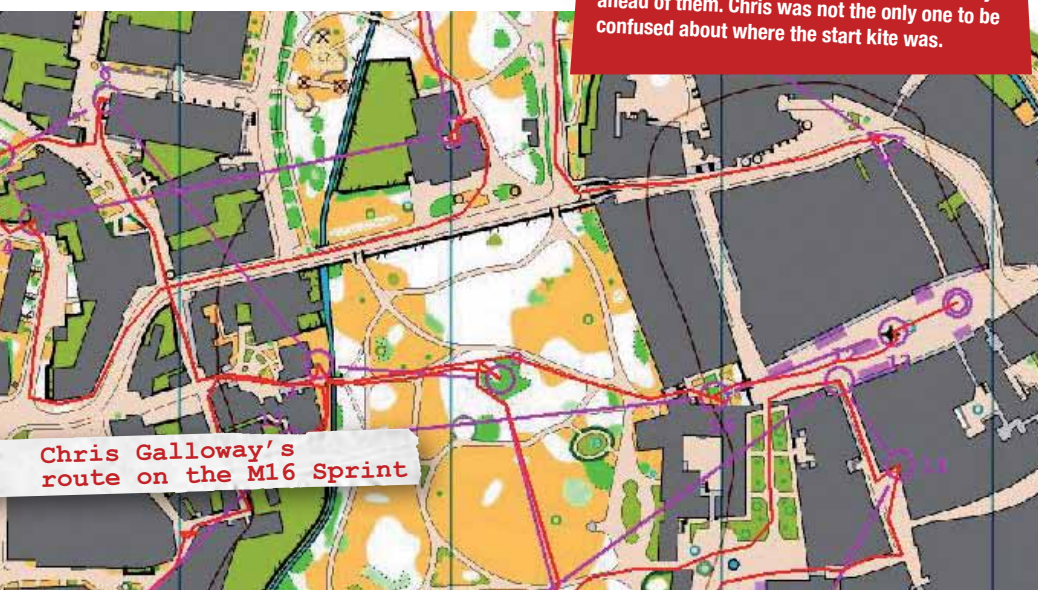 ahead of them. Chris was not the only one to be
confused about where the start kite was.
Chris Galloway's
route on the M16 Sprint